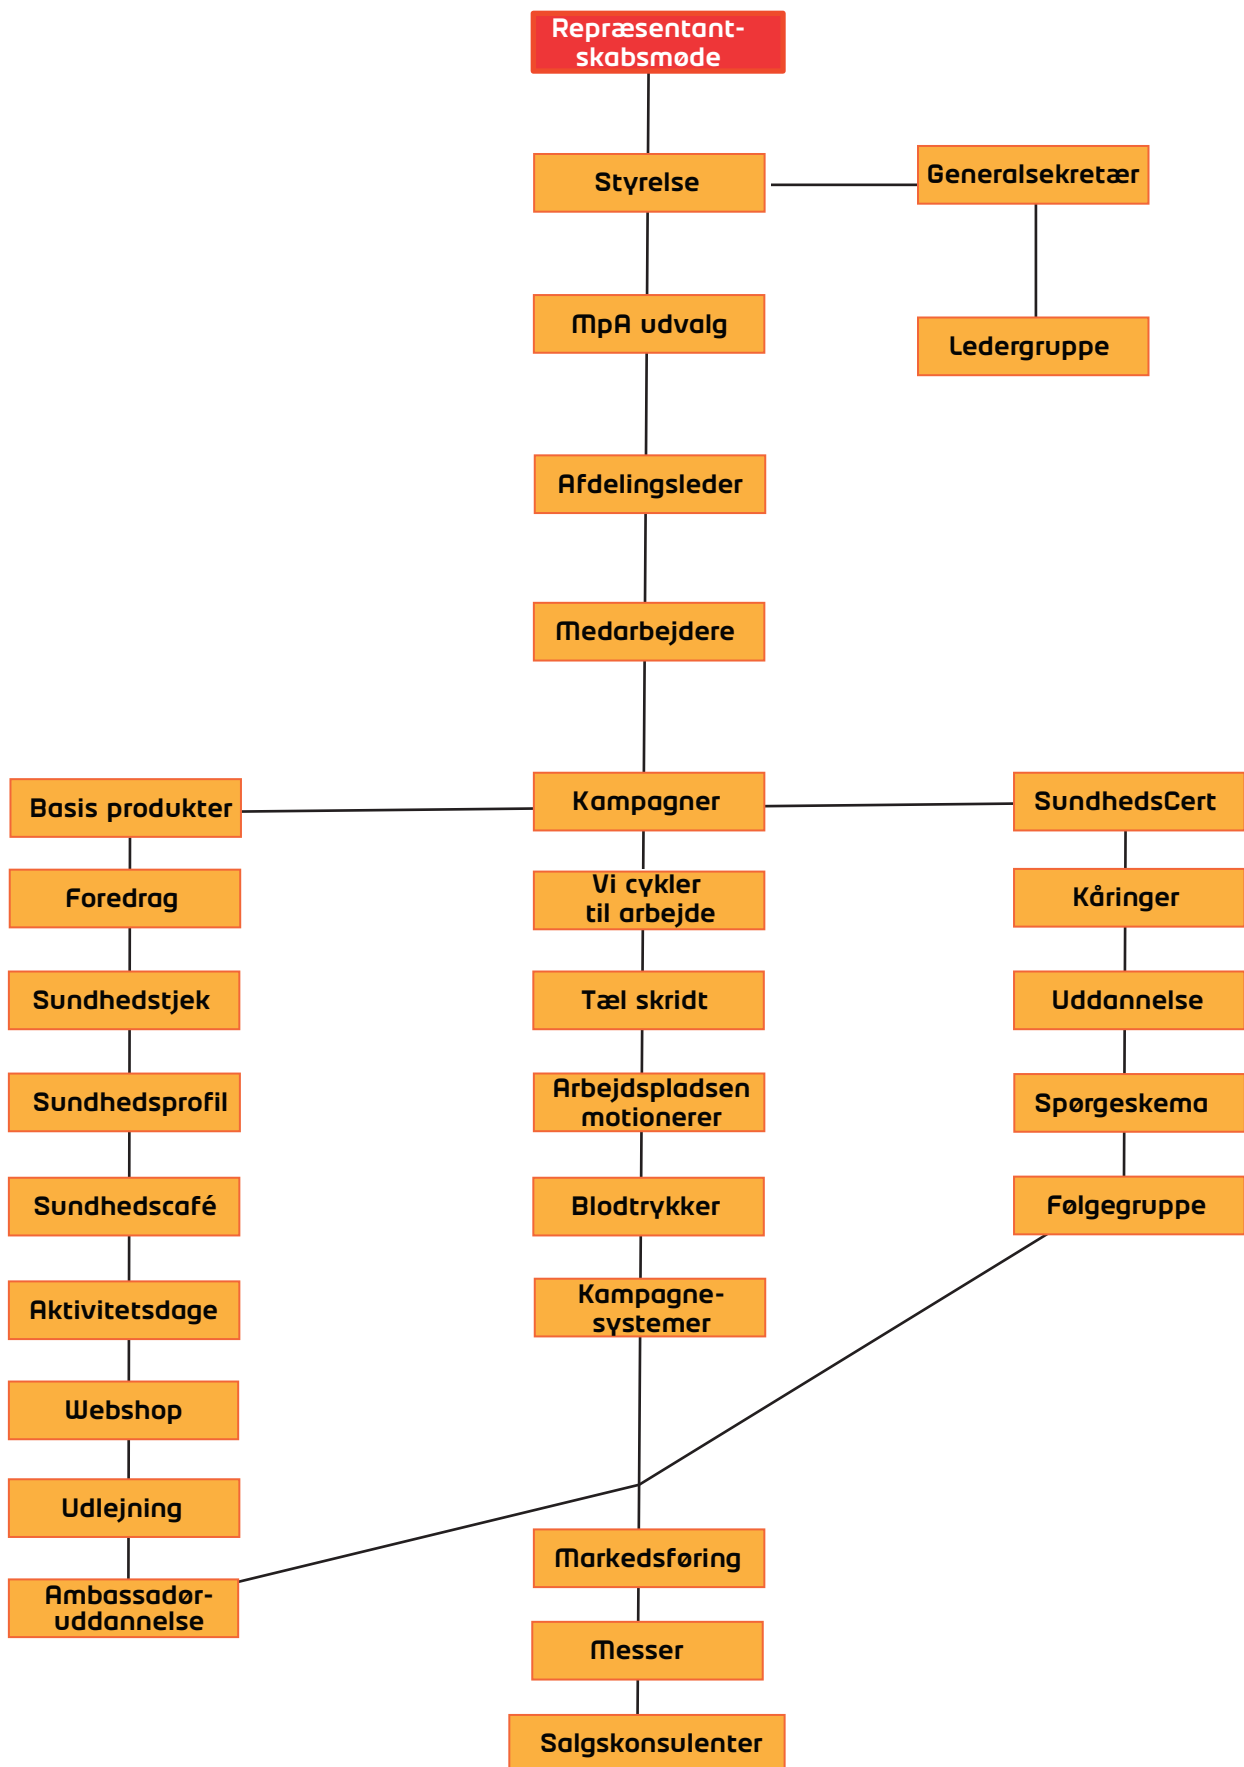 Repræsentant-
skabsmøde
Styrelse
Generalsekretær
MpA udvalg
Ledergruppe
Afdelingsleder
Medarbejdere
Basis produkter
Kampagner
SundhedsCert
Foredrag
Vi cykler
til arbejde
Kåringer
Sundhedstjek
Tæl skridt
Uddannelse
Sundhedsprofil
Arbejdspladsen
motionerer
Spørgeskema
Sundhedscafé
Blodtrykker
Følgegruppe
Aktivitetsdage
Kampagne-
systemer
Webshop
Udlejning
Ambassadør-
uddannelse
Markedsføring
Messer
Salgskonsulenter